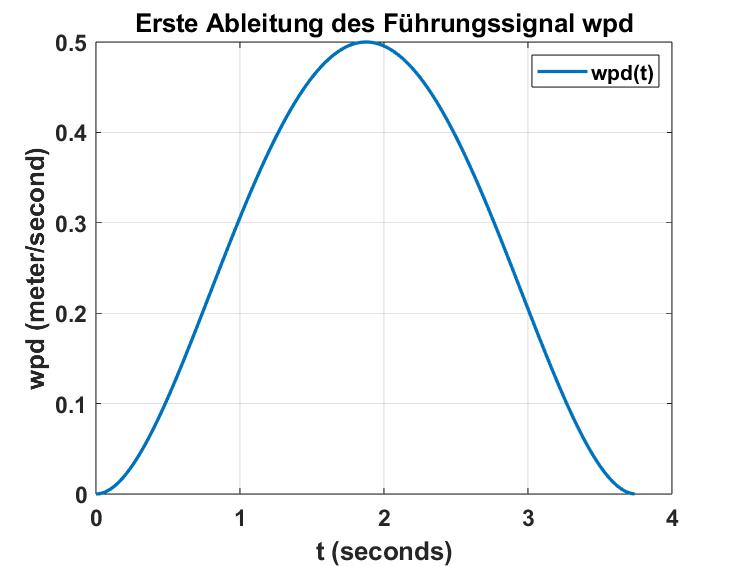 Erste Ableitung des Führungssignal wpd
wpd(t)
wpd (meter/second)
0.5
0.4
0.3
0.2
0.1
0
0 1 2 3 4
t (seconds)